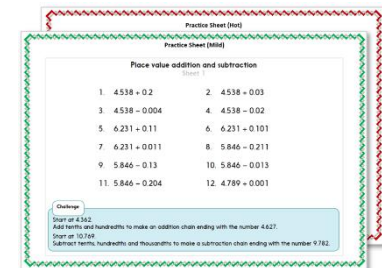 Practice Sheet (Hot)
Practice Sheet (Mild)
Place value addition and subtraction
Sheet 1
1. 4.538 + 0.2
2. 4.538 + 0.03
3. 4.538 − 0.004
4. 4.538 − 0.02
5. 6.231 + 0.11
6. 6.231 + 0.101
7. 6.231 + 0.011
8. 5.846 − 0.211
9. 5.846 − 0.13
10. 5.846 − 0.013
11. 5.846 − 0.204
12. 4.789 + 0.001
Challenge
Start at 4.362.
Add tenths and hundredths to make an addition chain ending with the number 4.627.
Start at 10.769.
Subtract tenths, hundredths and thousandths to make a subtraction chain ending with the number 9.782.